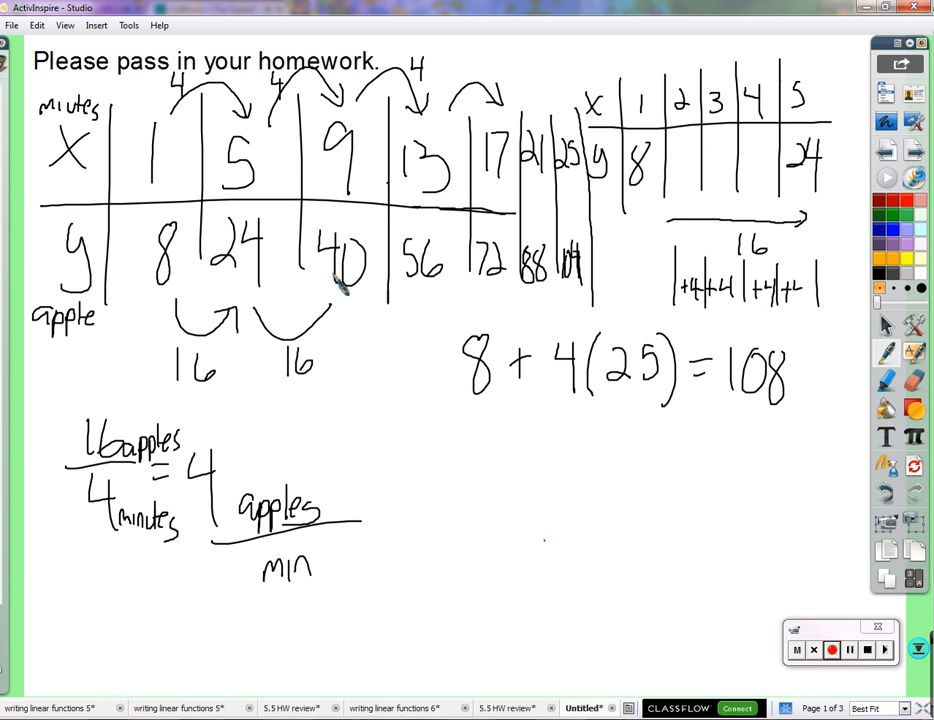 ActivInspire - Studio
File Edit View Insert Tools Help
Please pass in your homework.
4 4 4
miutes
X 1 5 9 13 17 21 25
y 8 24 40 56 72 88
apple
16 16
X 1 2 3 4 5
y 8 24
16
+4 +4 +4 +4
8 + 4(25) = 108
16 apples = 4 apples
4 minutes min
M
writing linear functions 5* writing linear functions 5* 5.5 HW review* writing linear functions 6* 5.5 HW review* Untitled* CLASSFLOW Connect Page 1 of 3 Best Fit